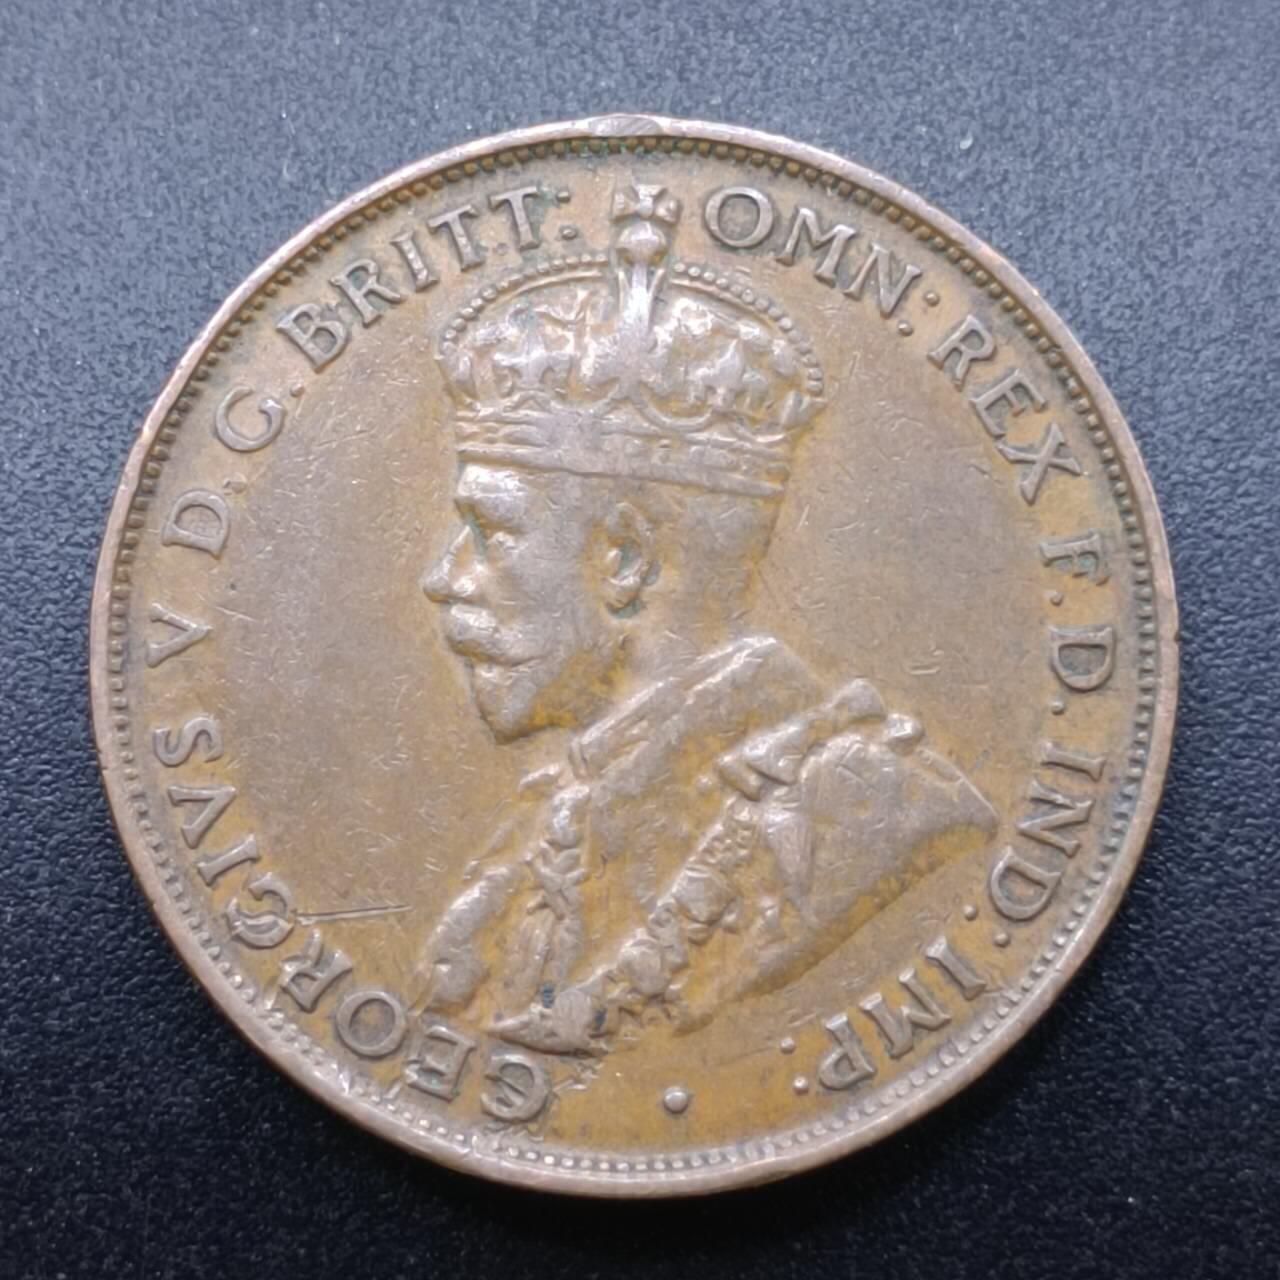 GEORGIVS V D.G. BRITT: OMN: REX F.D. IND: IMP: